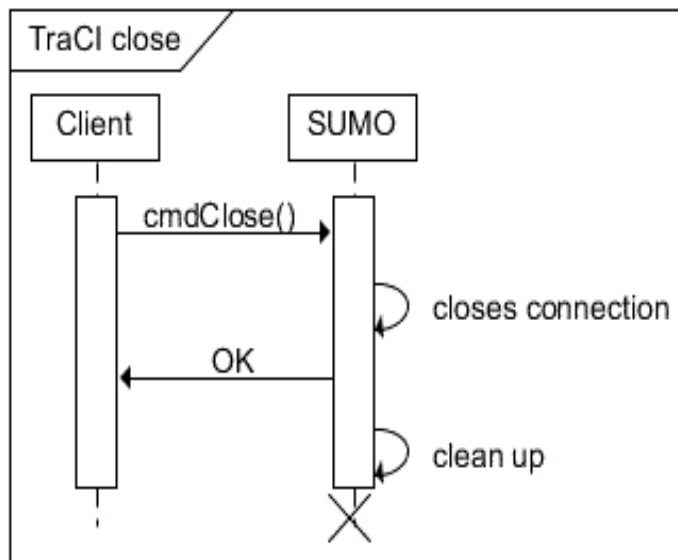 TraCI close
Client
SUMO
cmdClose()
closes connection
OK
clean up